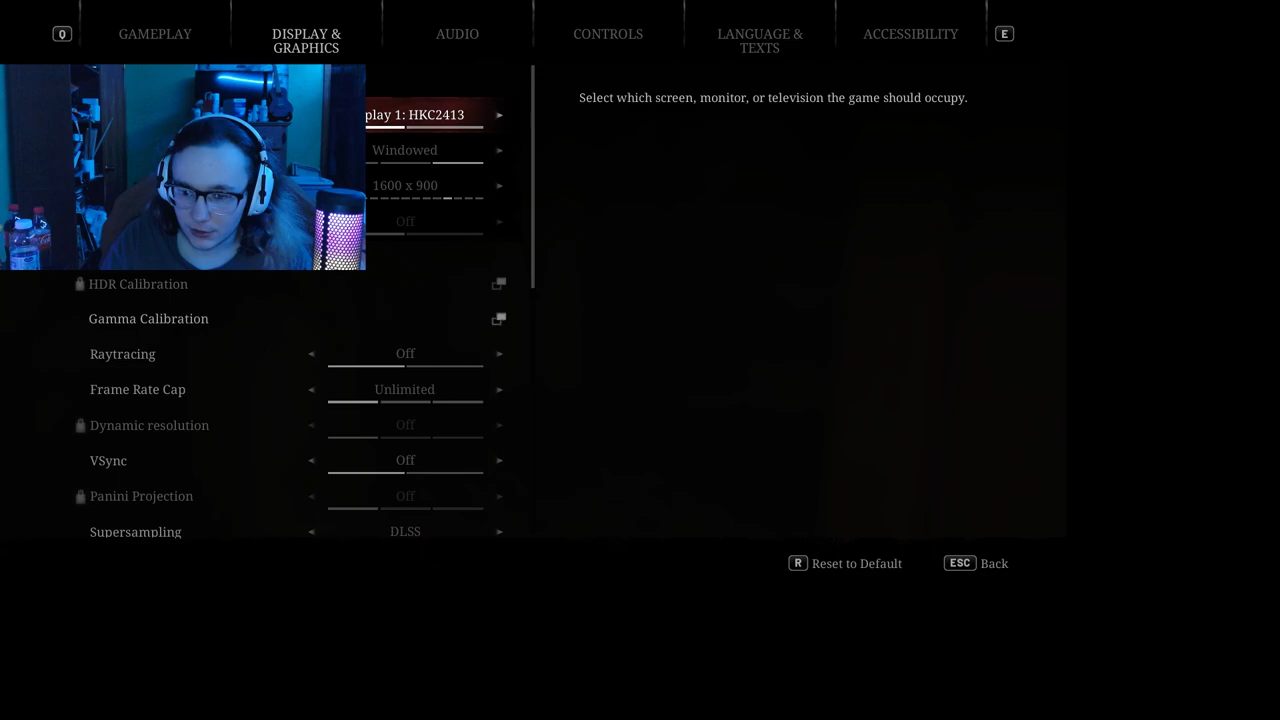 Q
GAMEPLAY
DISPLAY &
GRAPHICS
AUDIO
CONTROLS
LANGUAGE &
TEXTS
ACCESSIBILITY
E
play 1: HKC2413
Select which screen, monitor, or television the game should occupy.
Windowed
1600 x 900
Off
HDR Calibration
Gamma Calibration
Raytracing Off
Frame Rate Cap Unlimited
Dynamic resolution Off
VSync Off
Panini Projection Off
Supersampling DLSS
R Reset to Default ESC Back